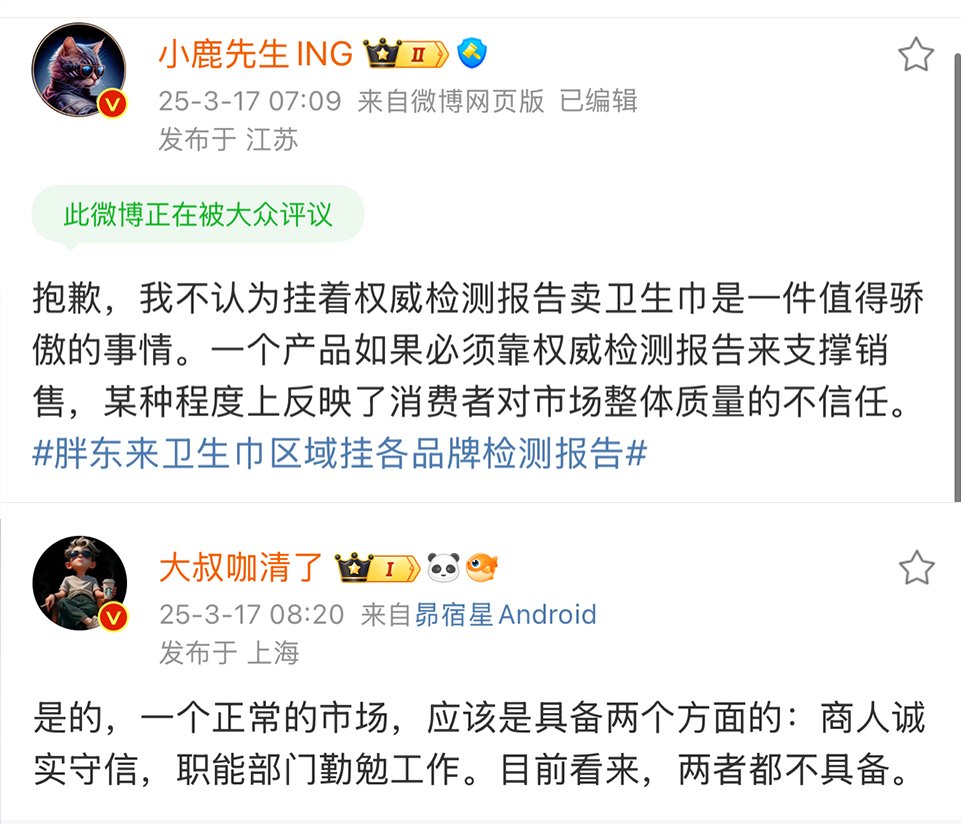 小鹿先生ING II
25-3-17 07:09 来自微博网页版 已编辑
发布于 江苏
此微博正在被大众评议
抱歉，我不认为挂着权威检测报告卖卫生巾是一件值得骄
傲的事情。一个产品如果必须靠权威检测报告来支撑销
售，某种程度上反映了消费者对市场整体质量的不信任。
#胖东来卫生巾区域挂各品牌检测报告#
大叔咖清了 I
25-3-17 08:20 来自昴宿星Android
发布于 上海
是的，一个正常的市场，应该是具备两个方面的：商人诚
实守信，职能部门勤勉工作。目前看来，两者都不具备。